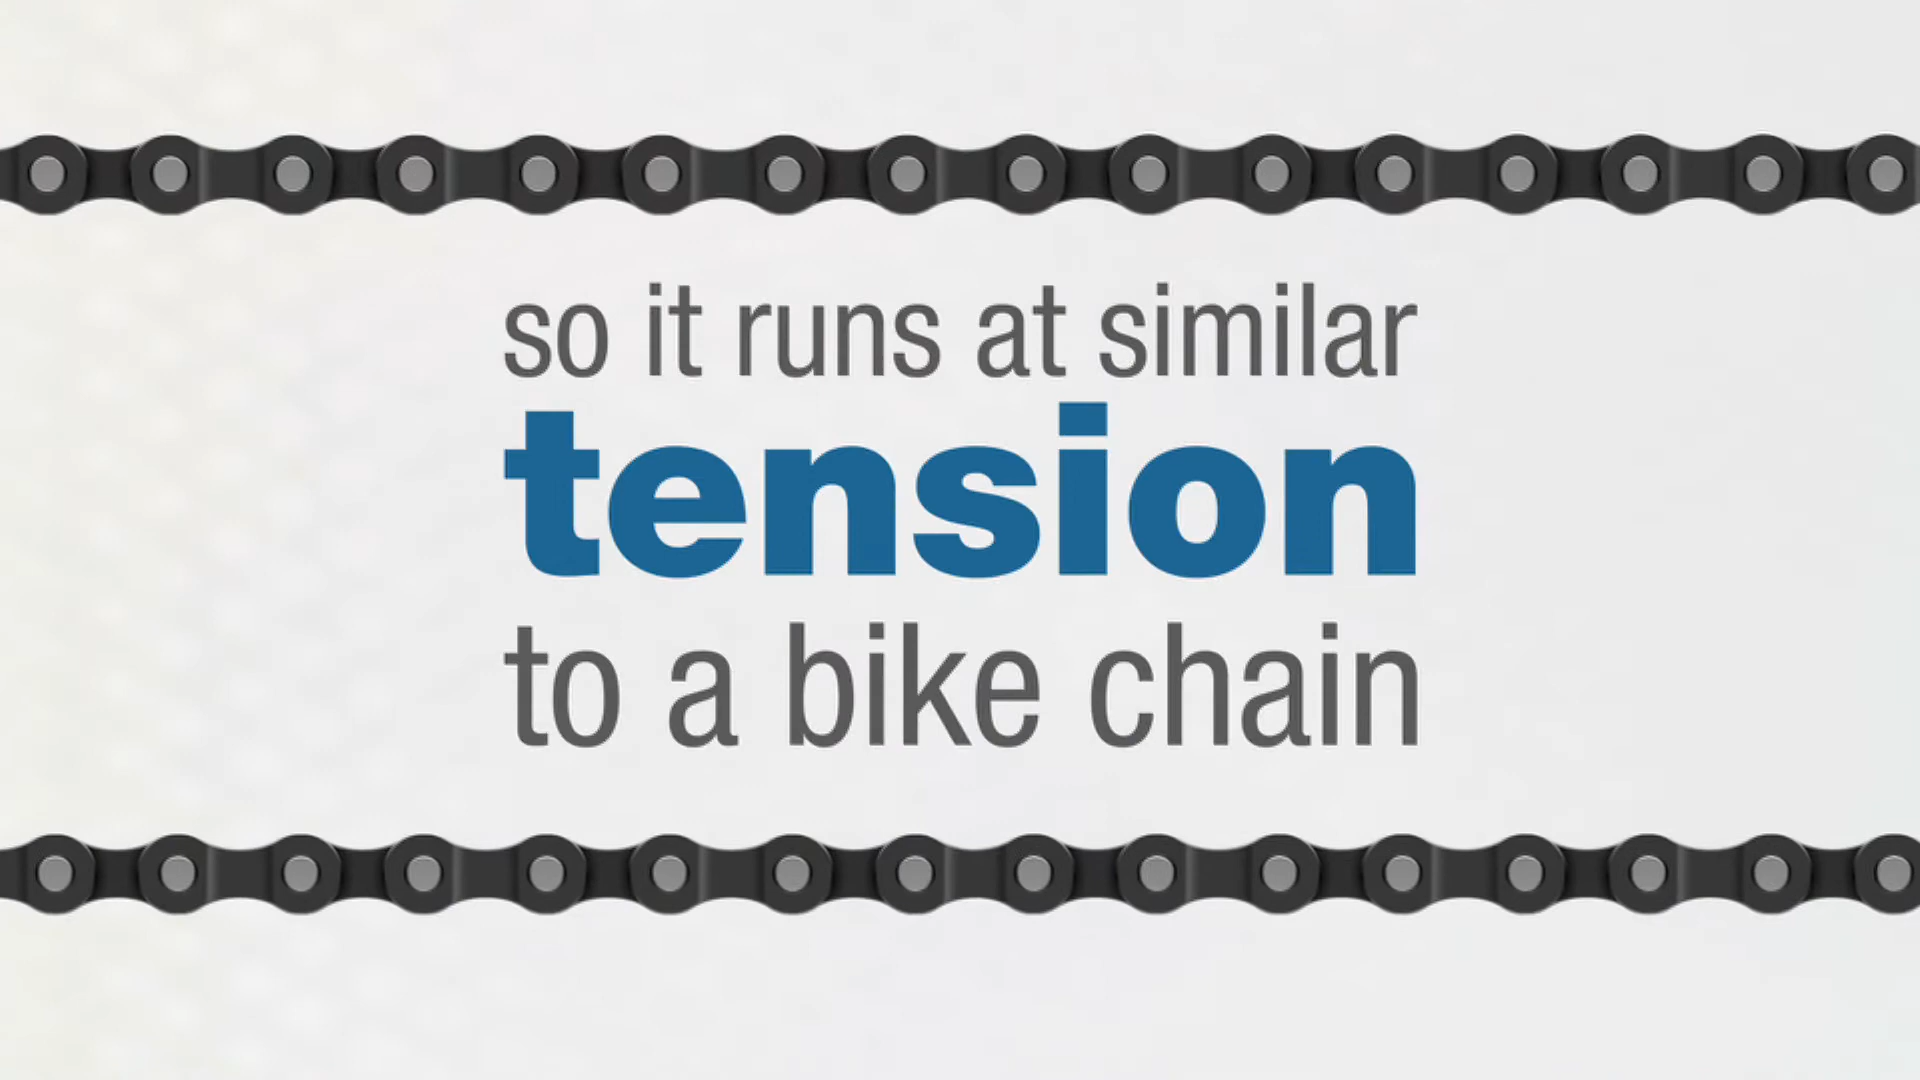 so it runs at similar
tension
to a bike chain